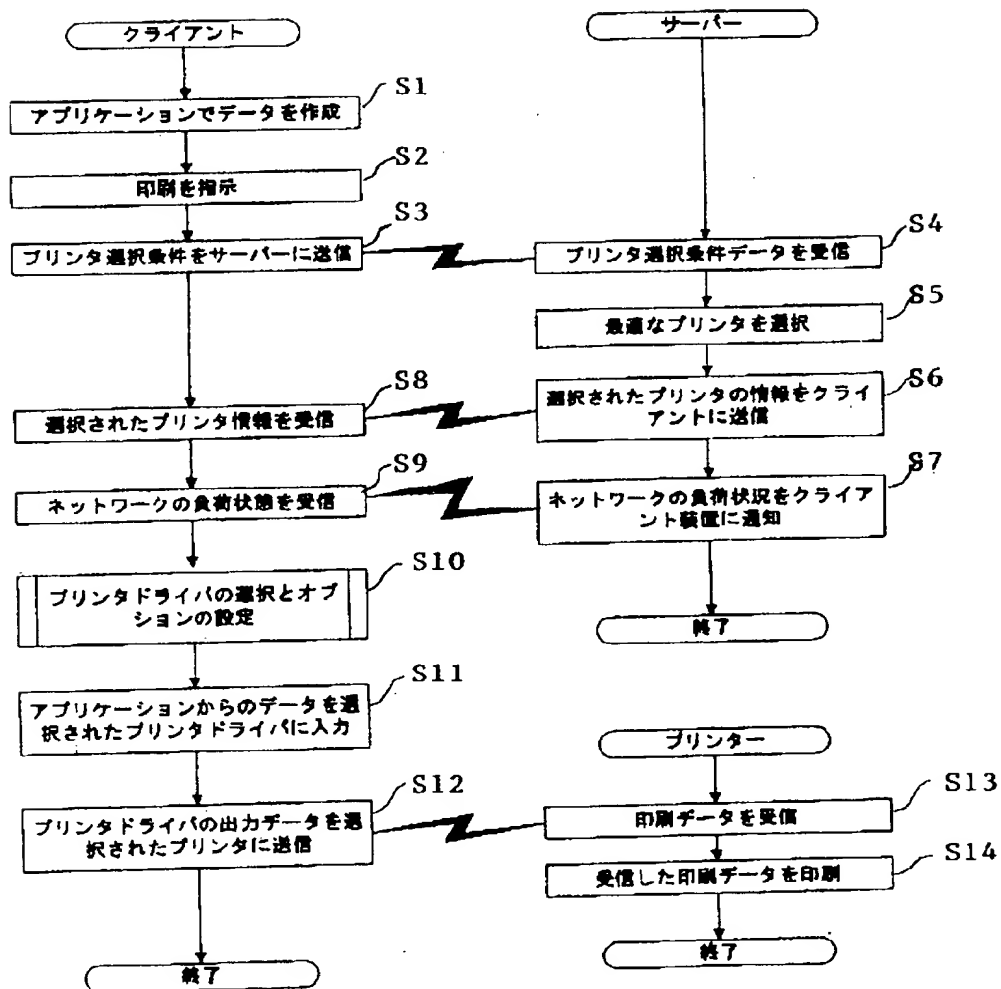 クライアント
S1
アプリケーションでデータを作成
S2
印刷を指示
S3
プリンタ選択条件をサーバーに送信
S8
選択されたプリンタ情報を受信
S9
ネットワークの負荷状態を受信
S10
プリンタドライバの選択とオプ
ションの設定
S11
アプリケーションからのデータを選
択されたプリンタドライバに入力
S12
プリンタドライバの出力データを選
択されたプリンタに送信
終了
サーバー
S4
プリンタ選択条件データを受信
S5
最適なプリンタを選択
S6
選択されたプリンタの情報をクライ
アントに送信
S7
ネットワークの負荷状況をクライア
ント装置に通知
終了
プリンター
S13
印刷データを受信
S14
受信した印刷データを印刷
終了